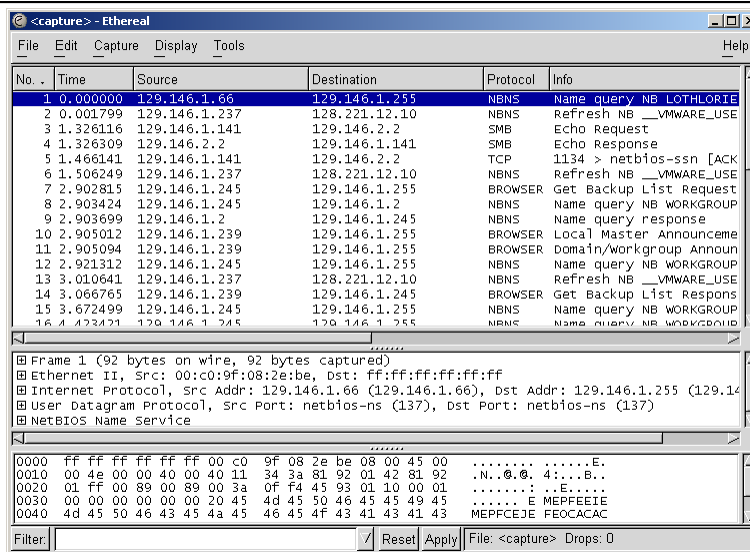 <capture> - Ethereal
File Edit Capture Display Tools Help
No. . Time Source Destination Protocol Info
1 0.000000 129.146.1.66 129.146.1.255 NBNS Name query NB LOTHLORIE
2 0.001799 129.146.1.237 128.221.12.10 NBNS Refresh NB __VMWARE_USE
3 1.326116 129.146.1.141 129.146.2.2 SMB Echo Request
4 1.326309 129.146.2.2 129.146.1.141 SMB Echo Response
5 1.466141 129.146.1.141 129.146.2.2 TCP 1134 > netbios-ssn [ACK
6 1.506249 129.146.1.237 128.221.12.10 NBNS Refresh NB __VMWARE_USE
7 2.902815 129.146.1.245 129.146.1.255 BROWSER Get Backup List Request
8 2.903424 129.146.1.245 129.146.1.2 NBNS Name query NB WORKGROUP
9 2.903699 129.146.1.2 129.146.1.245 NBNS Name query response
10 2.905012 129.146.1.239 129.146.1.255 BROWSER Local Master Announceme
11 2.905094 129.146.1.239 129.146.1.255 BROWSER Domain/Workgroup Announ
12 2.921312 129.146.1.245 129.146.1.255 NBNS Name query NB WORKGROUP
13 3.010641 129.146.1.237 128.221.12.10 NBNS Refresh NB __VMWARE_USE
14 3.066765 129.146.1.239 129.146.1.245 BROWSER Get Backup List Respons
15 3.672499 129.146.1.245 129.146.1.255 NBNS Name query NB WORKGROUP
16 4.423421 129.146.1.245 129.146.1.255 NBNS Name query NB WORKGROUP
Frame 1 (92 bytes on wire, 92 bytes captured)
Ethernet II, Src: 00:c0:9f:08:2e:be, Dst: ff:ff:ff:ff:ff:ff
Internet Protocol, Src Addr: 129.146.1.66 (129.146.1.66), Dst Addr: 129.146.1.255 (129.14
User Datagram Protocol, Src Port: netbios-ns (137), Dst Port: netbios-ns (137)
NetBIOS Name Service
0000 ff ff ff ff ff ff 00 c0 9f 08 2e be 08 00 45 00 ........ ......E.
0010 00 4e 00 00 40 00 40 11 34 3a 81 92 01 42 81 92 .N..@.@. 4:...B..
0020 01 ff 00 89 00 89 00 3a 0f f4 45 93 01 10 00 01 .......: ..E.....
0030 00 00 00 00 00 00 20 45 4d 45 50 46 45 45 49 45 ...... E MEPFEEIE
0040 4d 45 50 46 43 45 4a 45 46 45 4f 43 41 43 41 43 MEPFCEJE FEOCACAC
Filter: Reset Apply File: <capture> Drops: 0